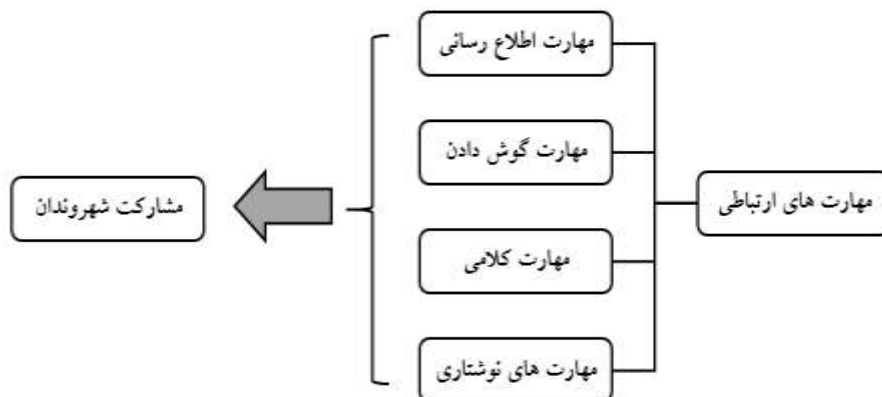 مهارت های ارتباطی
مهارت اطلاع رسانی
مهارت گوش دادن
مهارت کلامی
مهارت های نوشتاری
مشارکت شهروندان